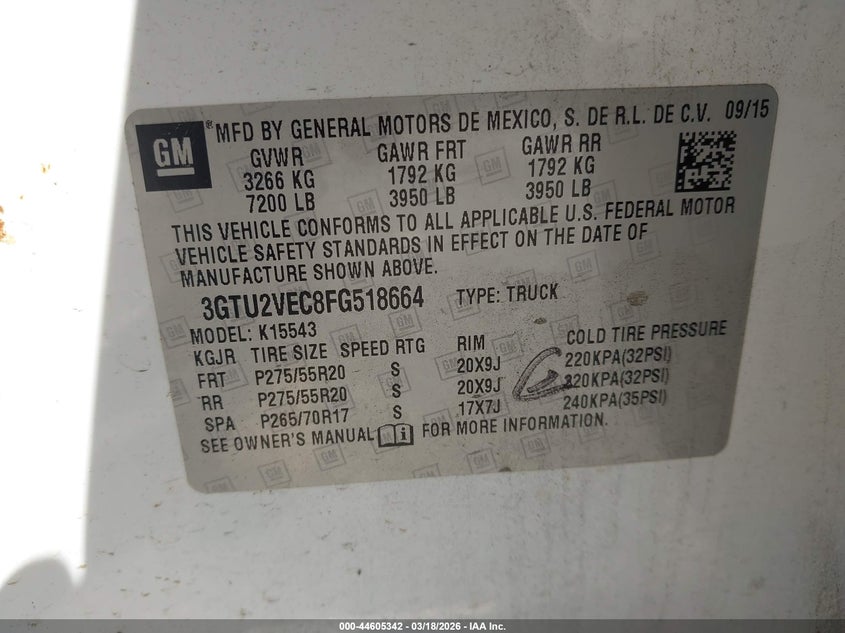 GM ® MFD BY GENERAL MOTORS DE MEXICO, S. DE R.L. DE C.V. 09/15
GVWR GAWR FRT GAWR RR
3266 KG 1792 KG 1792 KG
7200 LB 3950 LB 3950 LB
THIS VEHICLE CONFORMS TO ALL APPLICABLE U.S. FEDERAL MOTOR
VEHICLE SAFETY STANDARDS IN EFFECT ON THE DATE OF
MANUFACTURE SHOWN ABOVE.
3GTU2VEC8FG518664 TYPE: TRUCK
MODEL: K15543
KGJR TIRE SIZE SPEED RTG RIM COLD TIRE PRESSURE
FRT P275/55R20 S 20X9J 220KPA(32PSI)
RR P275/55R20 S 20X9J 220KPA(32PSI)
SPA P265/70R17 S 17X7J 240KPA(35PSI)
SEE OWNER'S MANUAL FOR MORE INFORMATION.
000-44605342 — 03/18/2026 — IAA Inc.